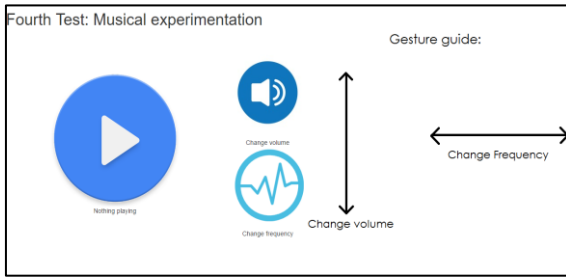 Fourth Test: Musical experimentation
Gesture guide:
Change volume
Change Frequency
Nothing playing
Change volume
Change frequency